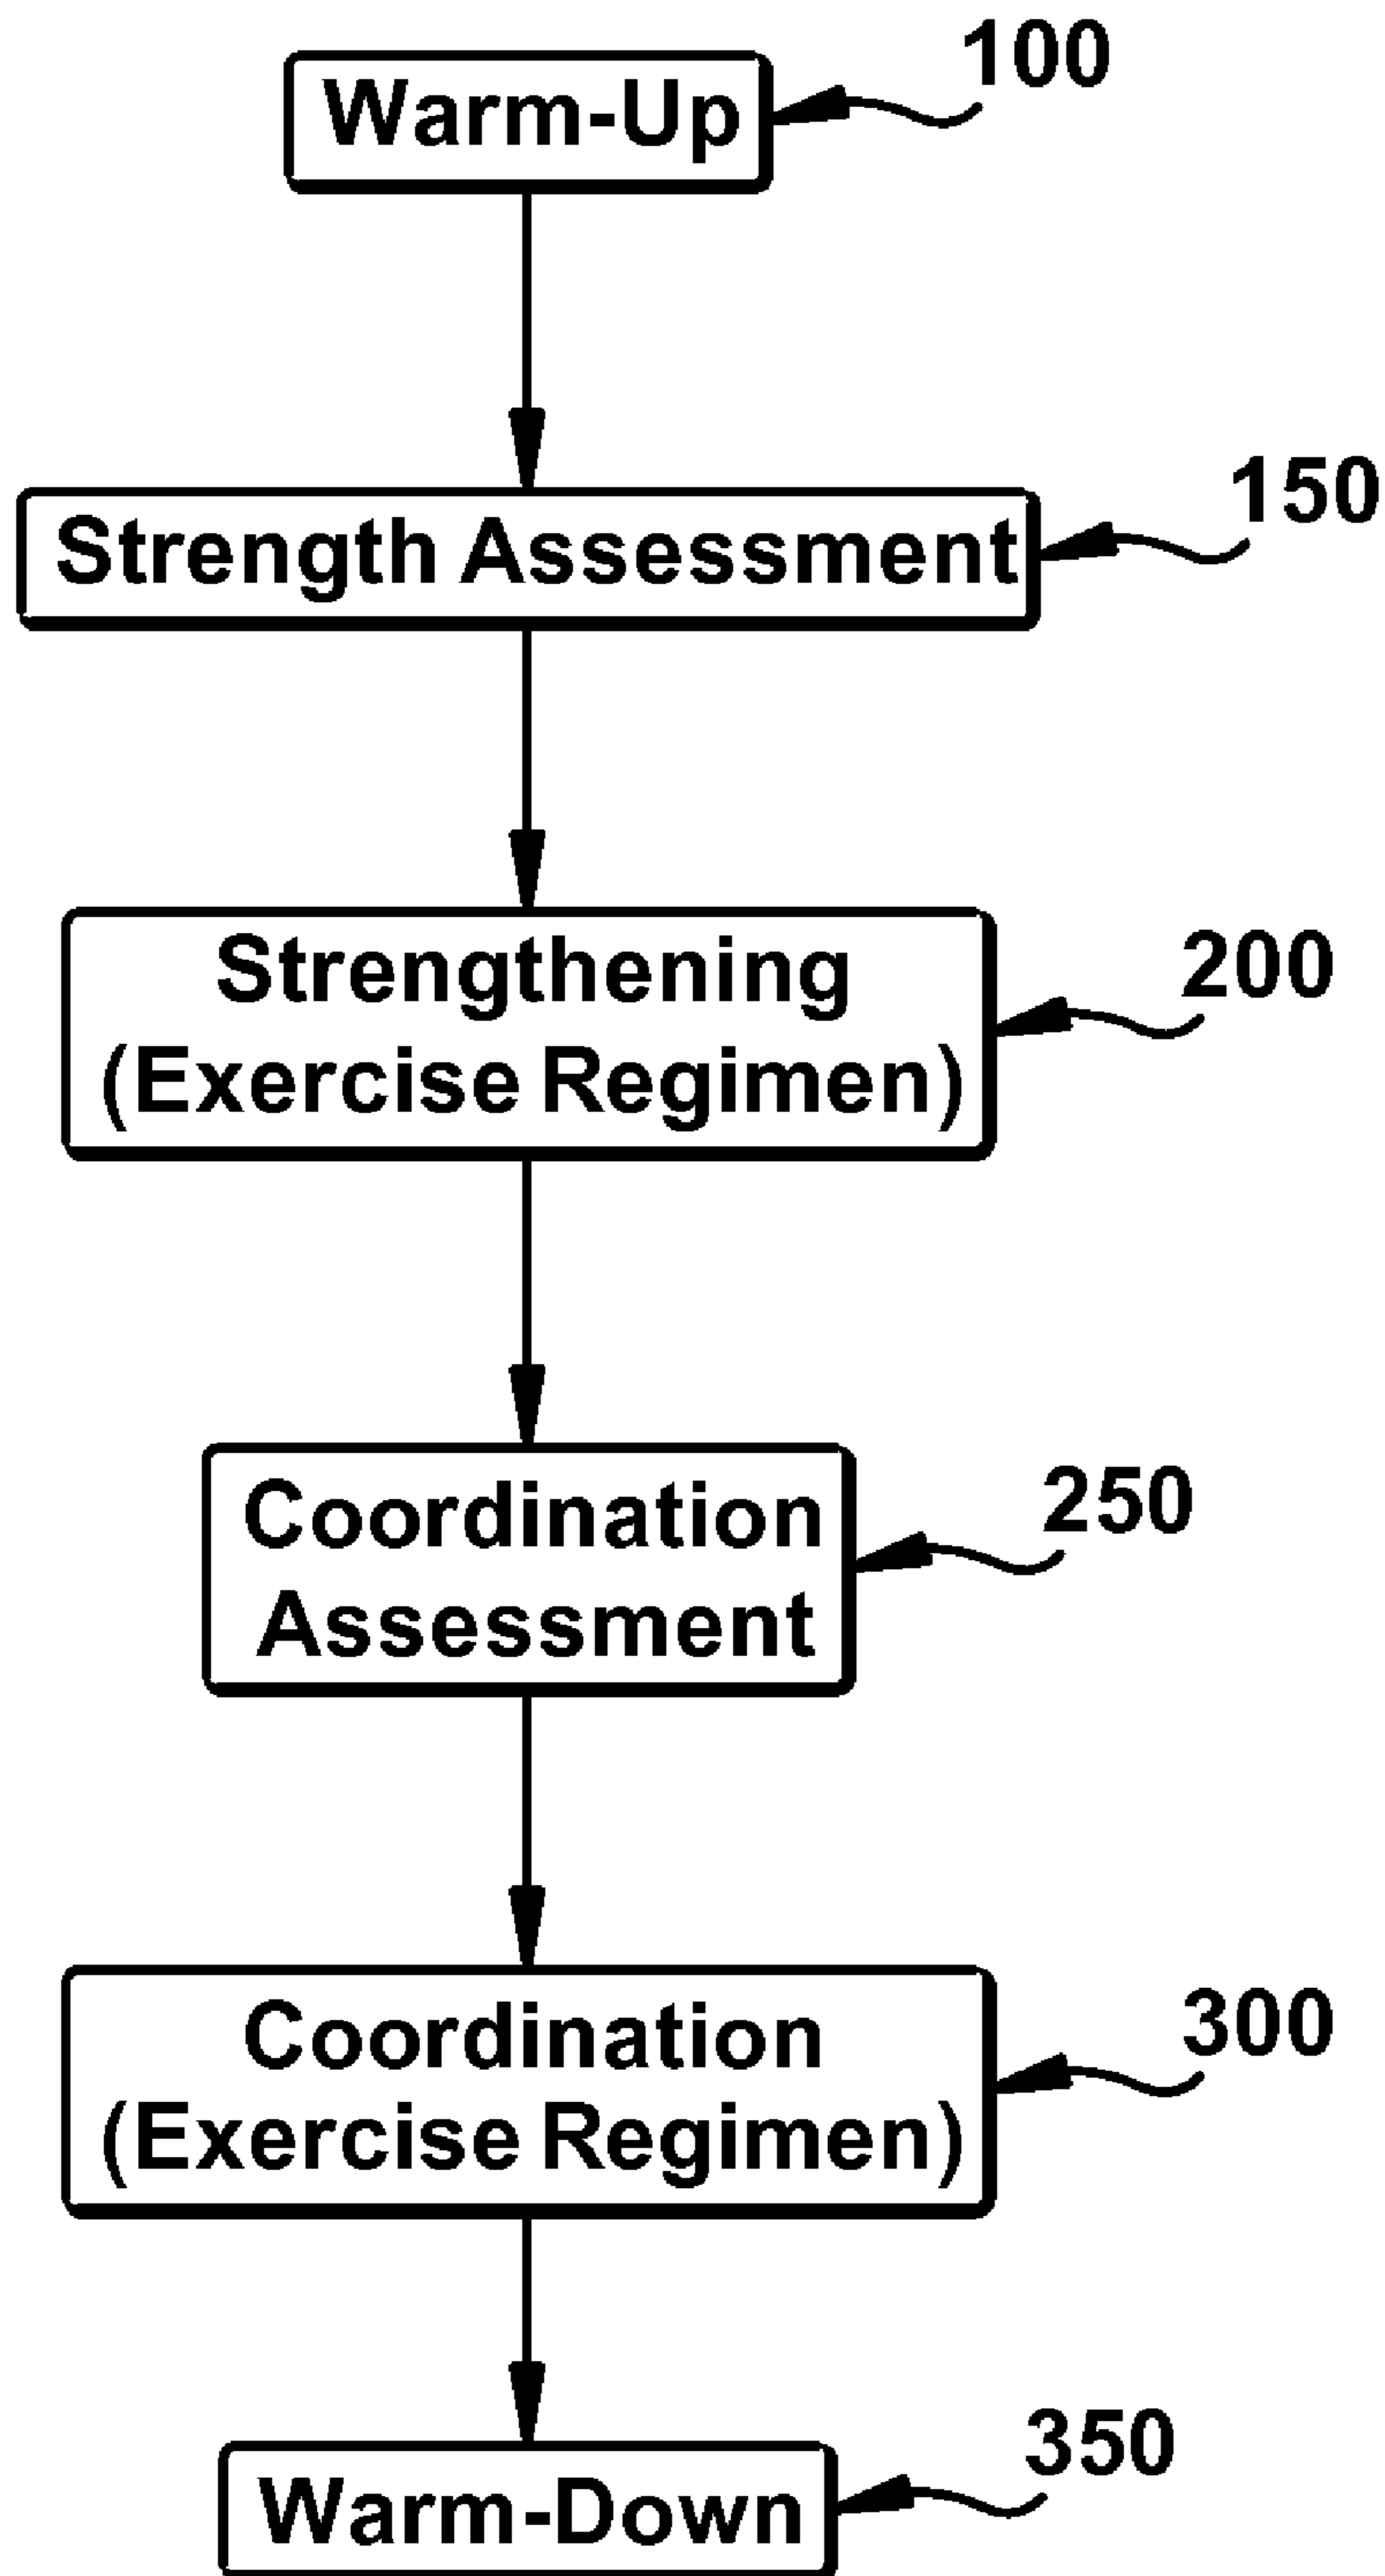 100
Warm-Up
150
Strength Assessment
200
Strengthening
(Exercise Regimen)
250
Coordination
Assessment
300
Coordination
(Exercise Regimen)
350
Warm-Down